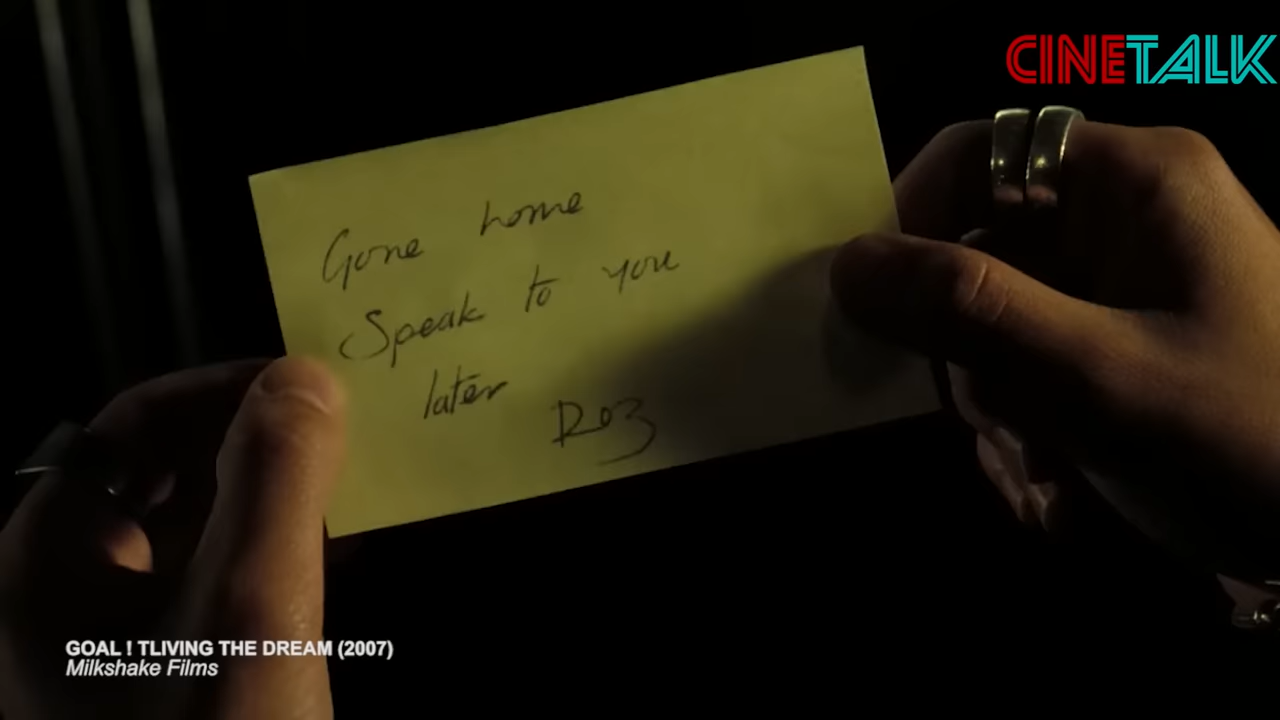 CINETALK
Gone home
Speak to you
later
Roz
GOAL ! TLIVING THE DREAM (2007)
Milkshake Films